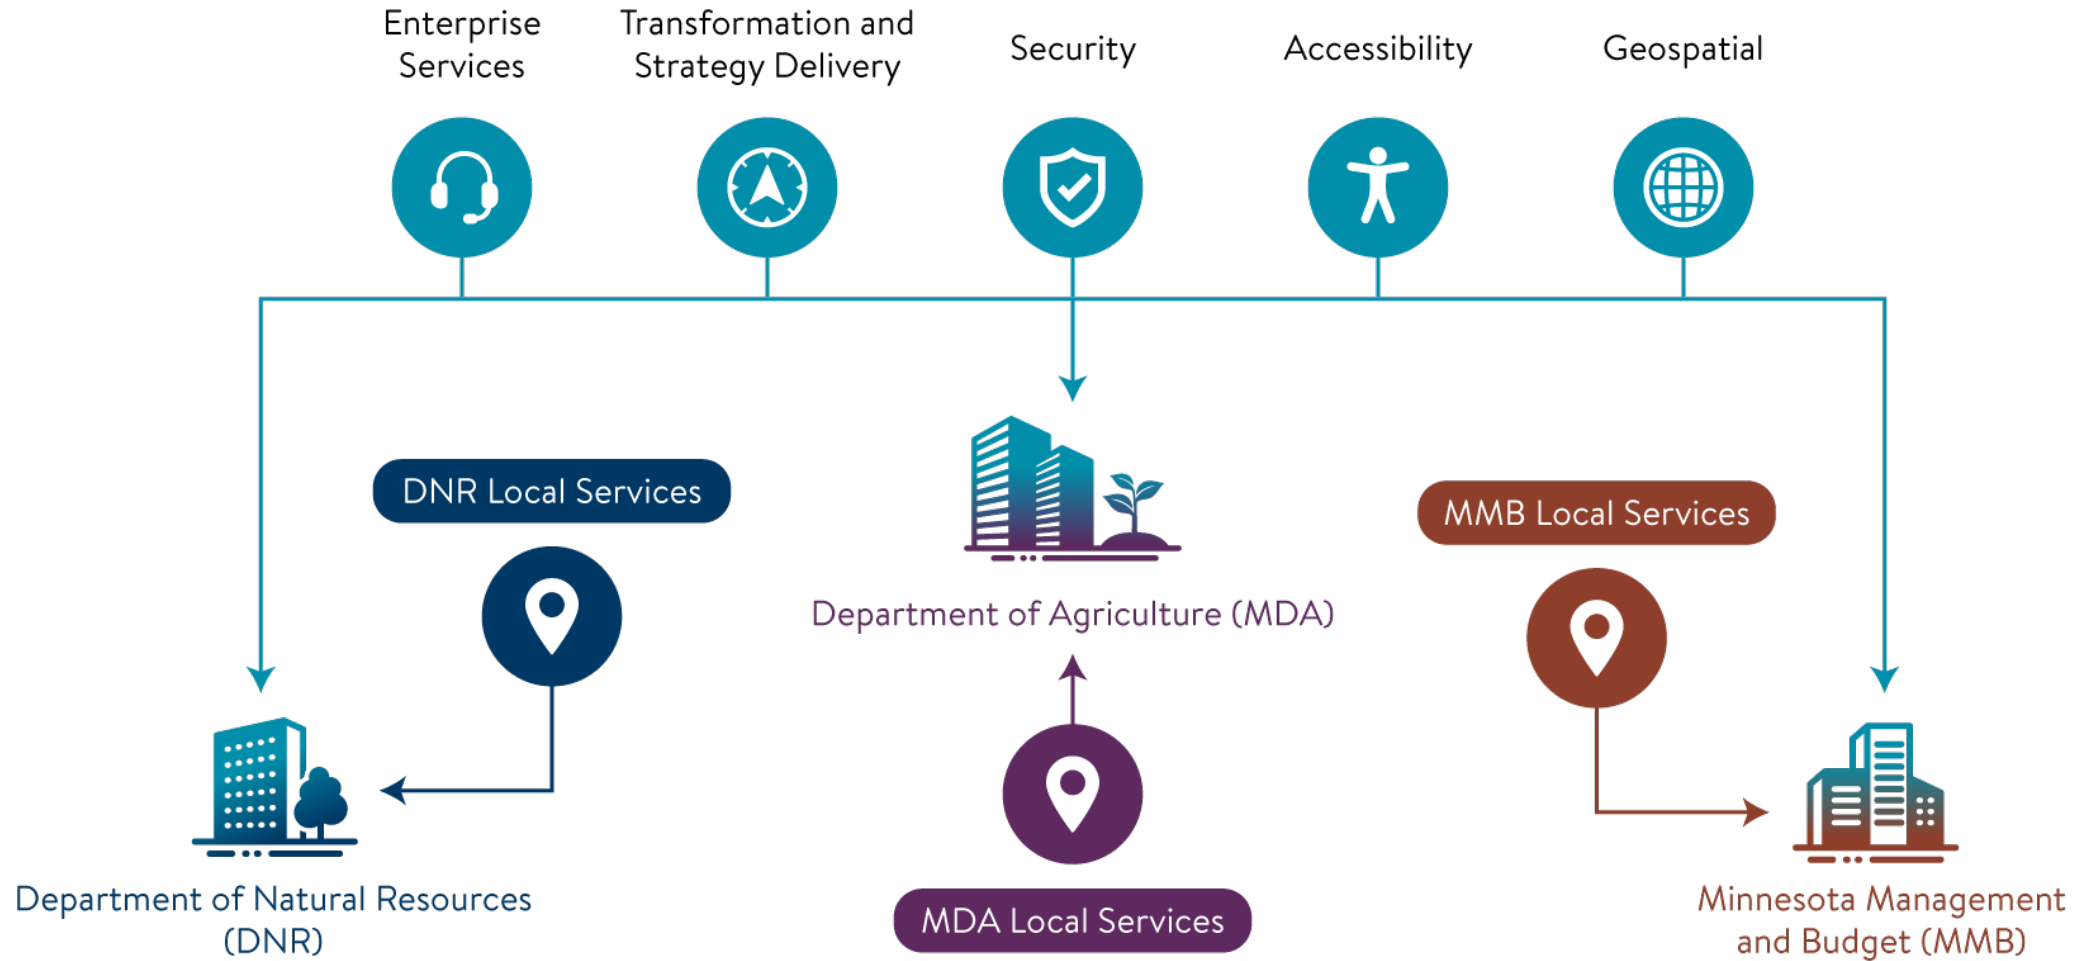 Enterprise
Services
Transformation and
Strategy Delivery
Security
Accessibility
Geospatial
DNR Local Services
MMB Local Services
Department of Agriculture (MDA)
Department of Natural Resources
(DNR)
MDA Local Services
Minnesota Management
and Budget (MMB)